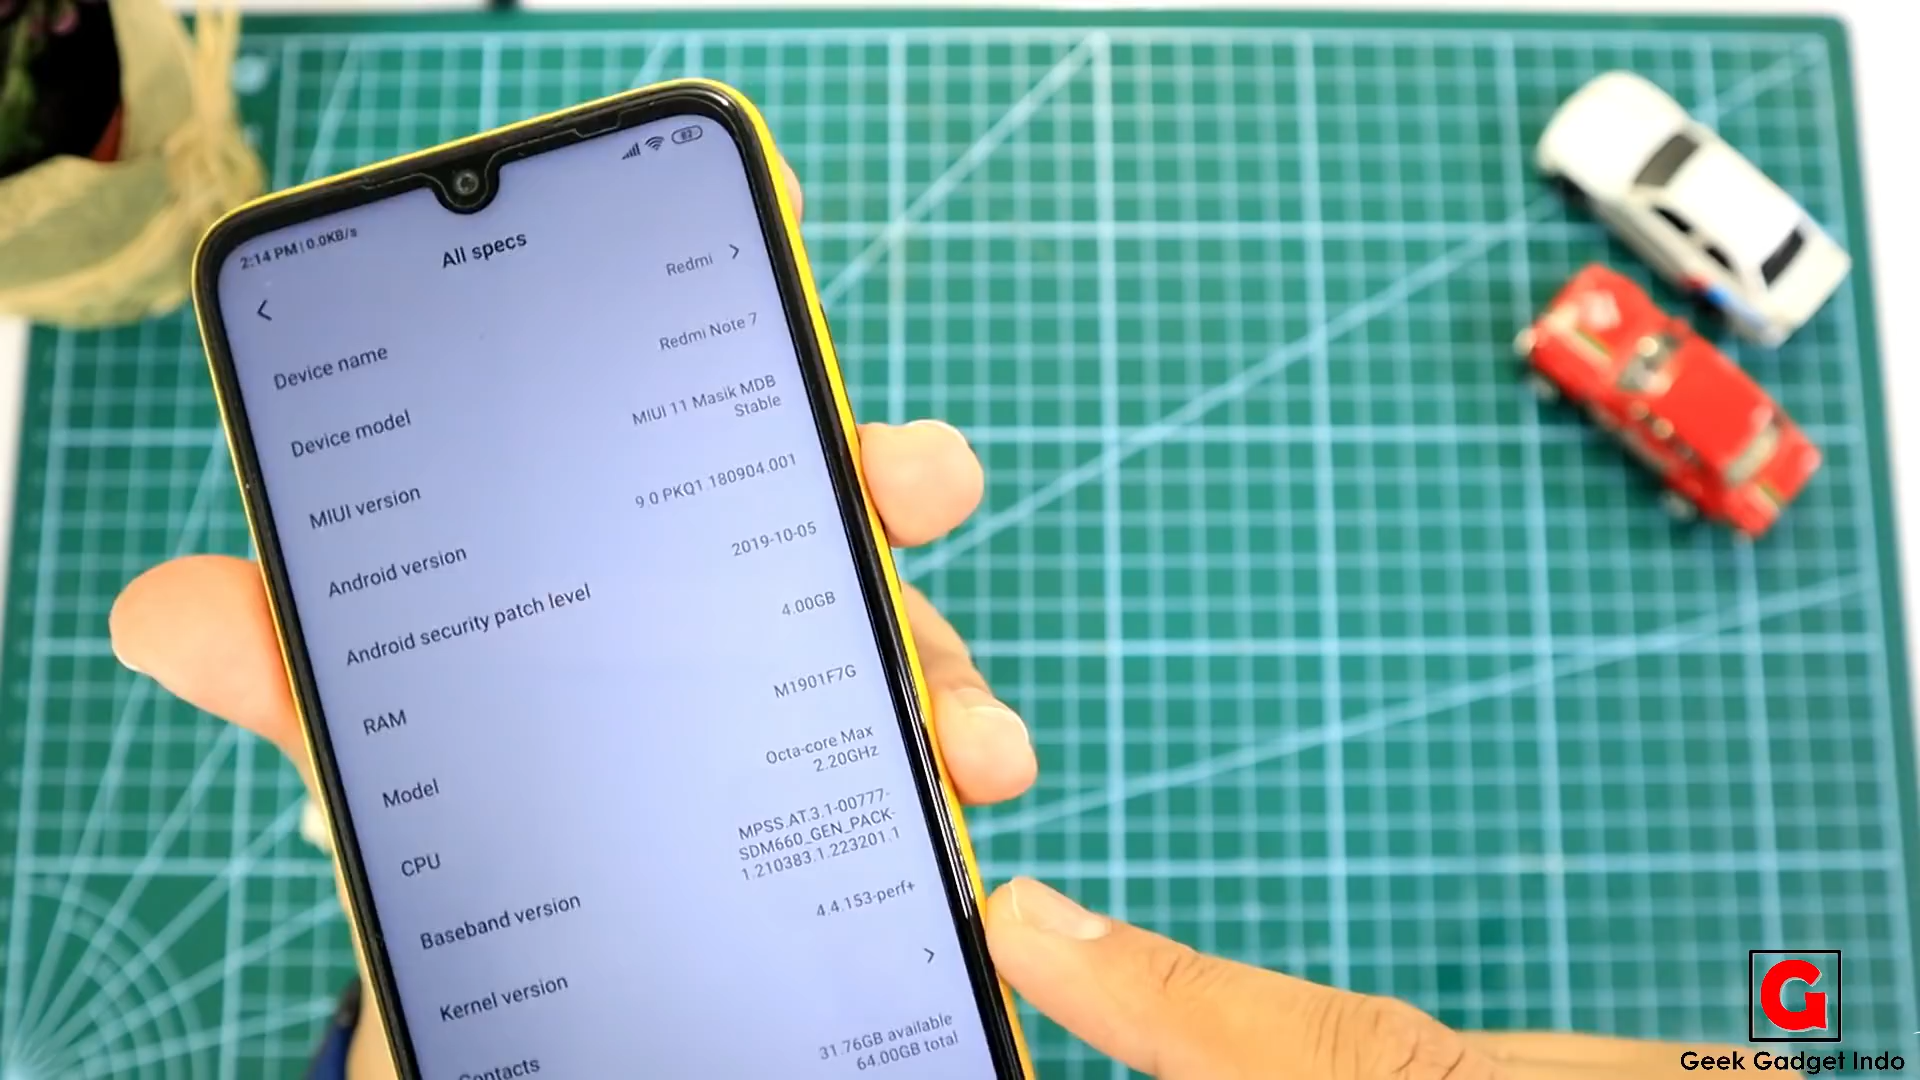 2:14 PM | 0.0KB/s
82
All specs
Device name
Redmi
Device model
Redmi Note 7
MIUI version
MIUI 11 Masik MDB
Stable
Android version
9.0 PKQ1.180904.001
Android security patch level
2019-10-05
RAM
4.00GB
Model
M1901F7G
CPU
Octa-core Max
2.20GHz
Baseband version
MPSS.AT.3.1-00777-
SDM660_GEN_PACK-
1.210383.1.223201.1
Kernel version
4.4.153-perf+
31.76GB available
64.00GB total
G
Geek Gadget Indo